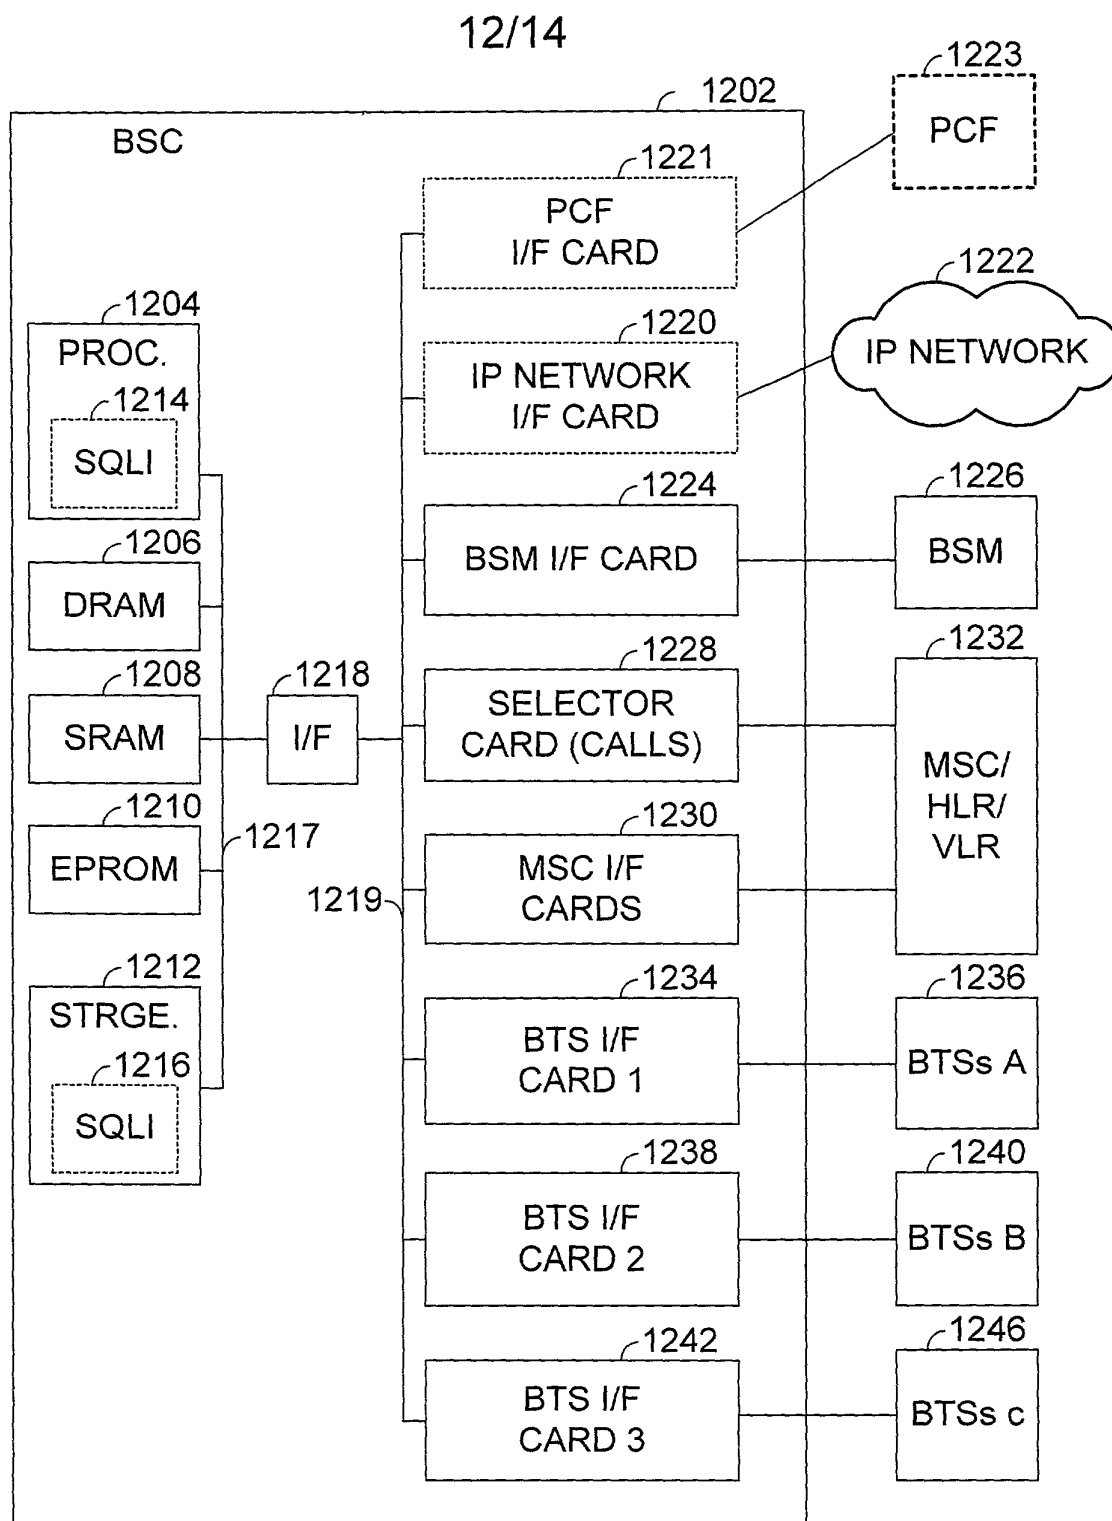 12/14
1202
BSC
1223
PCF
1221
PCF
I/F CARD
1222
IP NETWORK
1220
IP NETWORK
I/F CARD
1204
PROC.
1214
SQLI
1224
BSM I/F CARD
1226
BSM
1206
DRAM
1208
SRAM
1218
I/F
1228
SELECTOR
CARD (CALLS)
1232
MSC/
HLR/
VLR
1210
EPROM
1217
1219
1230
MSC I/F
CARDS
1212
STRGE.
1216
SQLI
1234
BTS I/F
CARD 1
1236
BTSs A
1238
BTS I/F
CARD 2
1240
BTSs B
1242
BTS I/F
CARD 3
1246
BTSs c